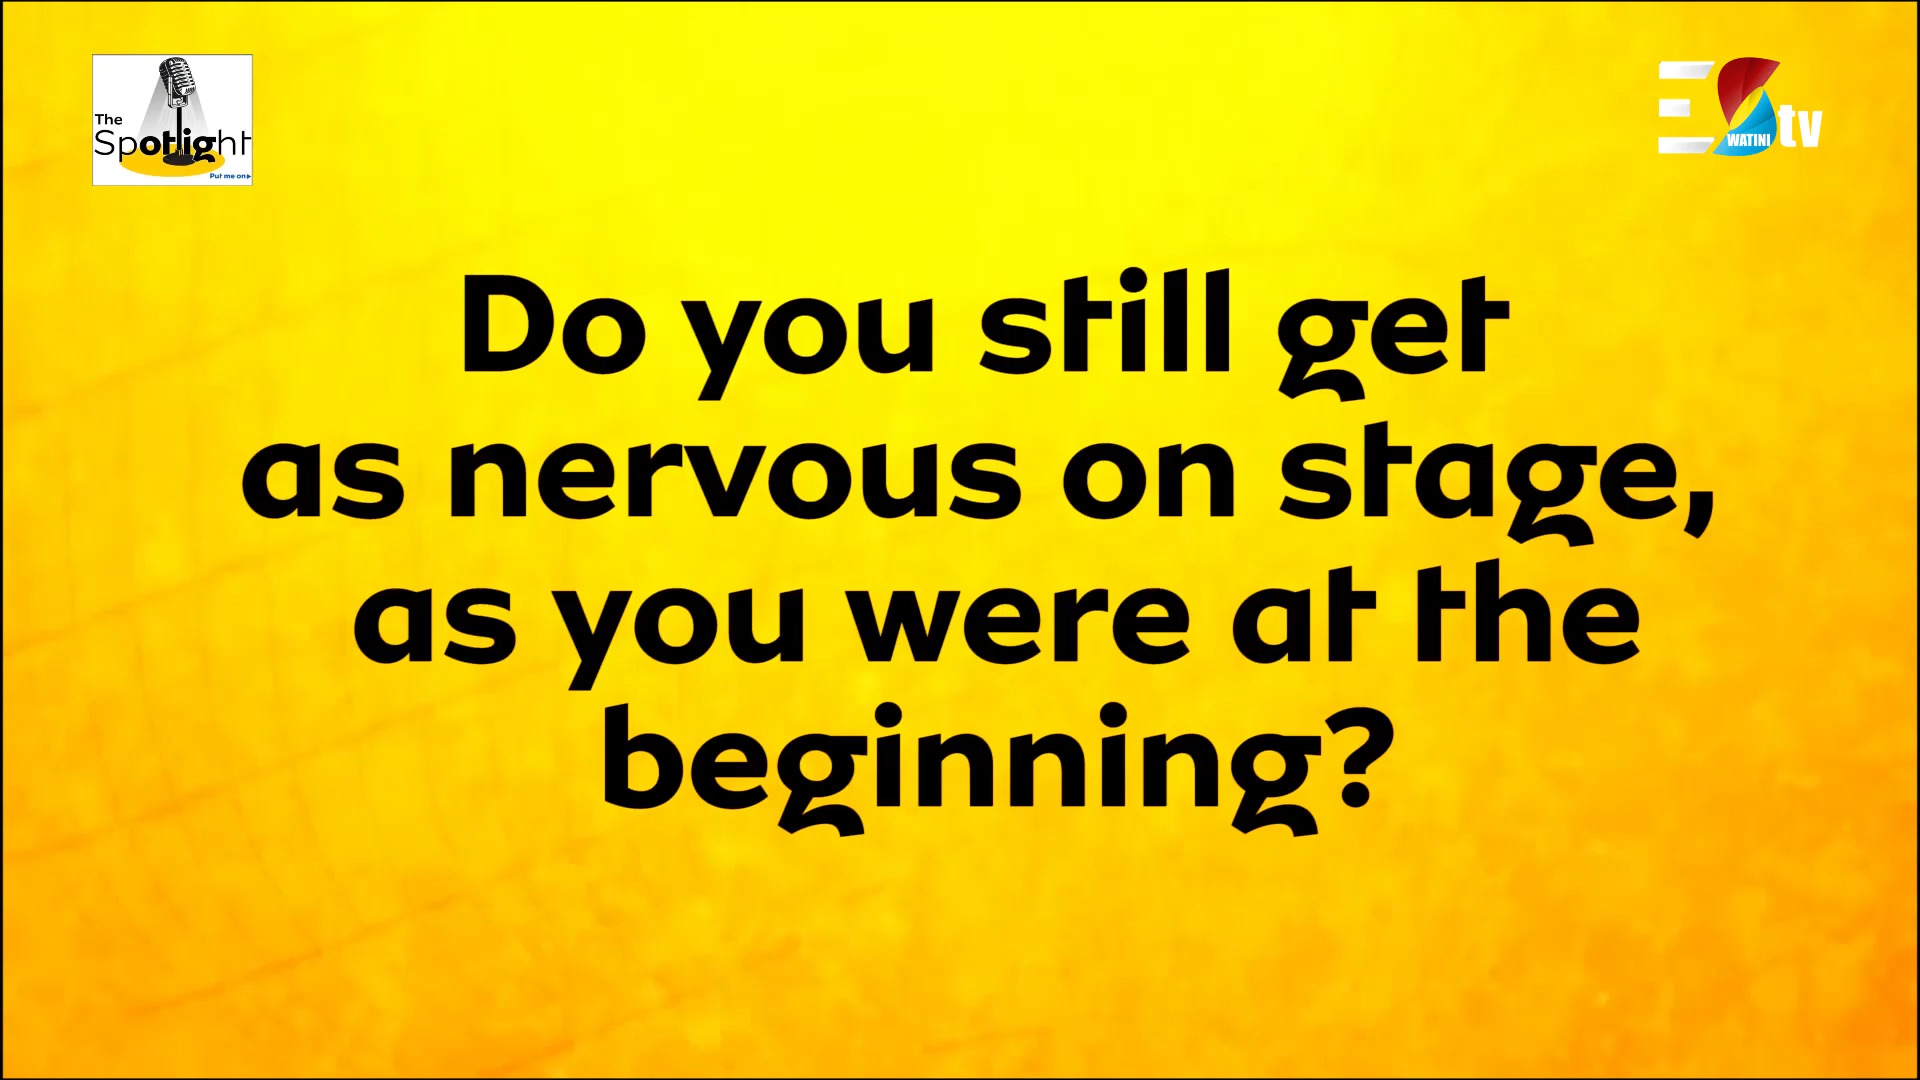 The
Spotlight
Put me on
E
WATINI
tv
Do you still get
as nervous on stage,
as you were at the
beginning?